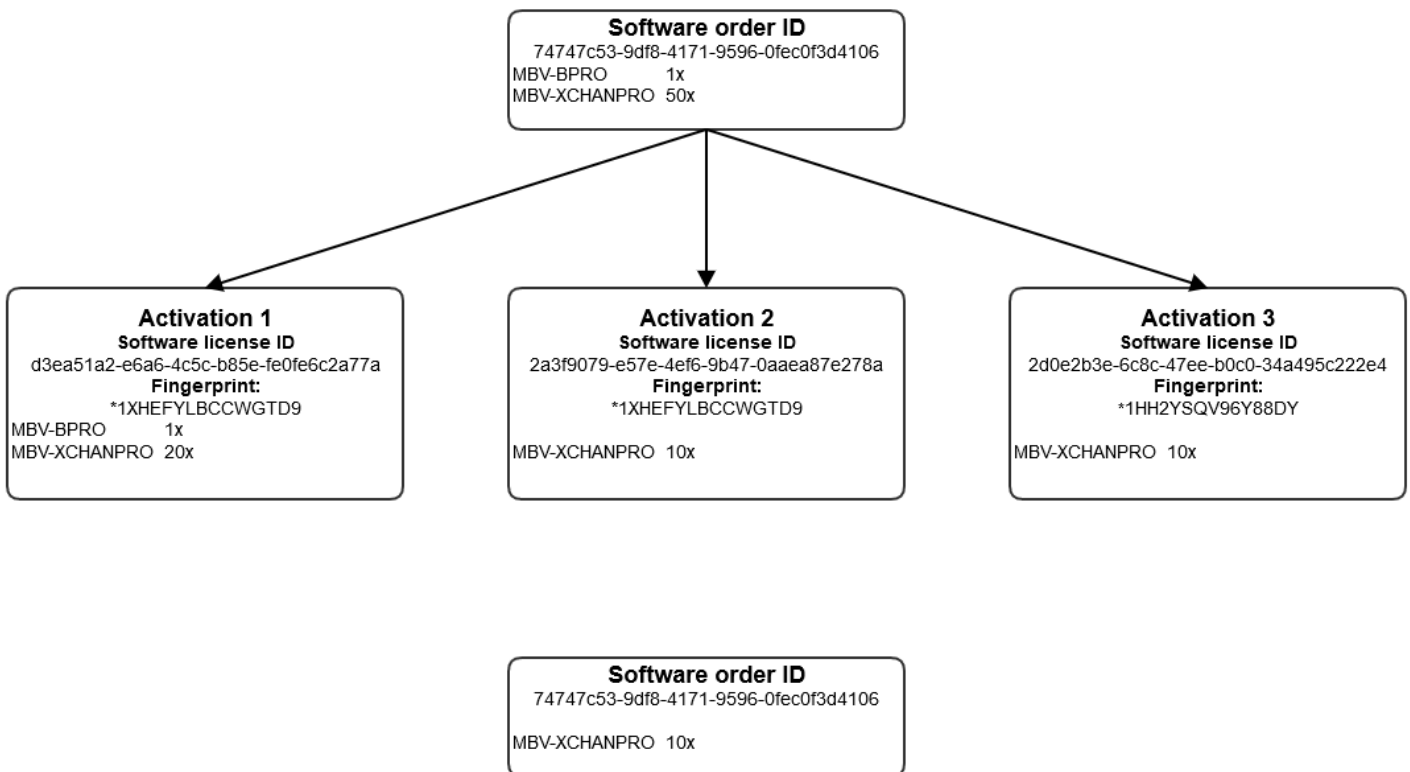 Software order ID
74747c53-9df8-4171-9596-0fec0f3d4106
MBV-BPRO 1x
MBV-XCHANPRO 50x
Activation 1
Software license ID
d3ea51a2-e6a6-4c5c-b85e-fe0fe6c2a77a
Fingerprint:
*1XHEFYLBCCWGTD9
MBV-BPRO 1x
MBV-XCHANPRO 20x
Activation 2
Software license ID
2a3f9079-e57e-4ef6-9b47-0aaea87e278a
Fingerprint:
*1XHEFYLBCCWGTD9
MBV-XCHANPRO 10x
Activation 3
Software license ID
2d0e2b3e-6c8c-47ee-b0c0-34a495c222e4
Fingerprint:
*1HH2YSQV96Y88DY
MBV-XCHANPRO 10x
Software order ID
74747c53-9df8-4171-9596-0fec0f3d4106
MBV-XCHANPRO 10x